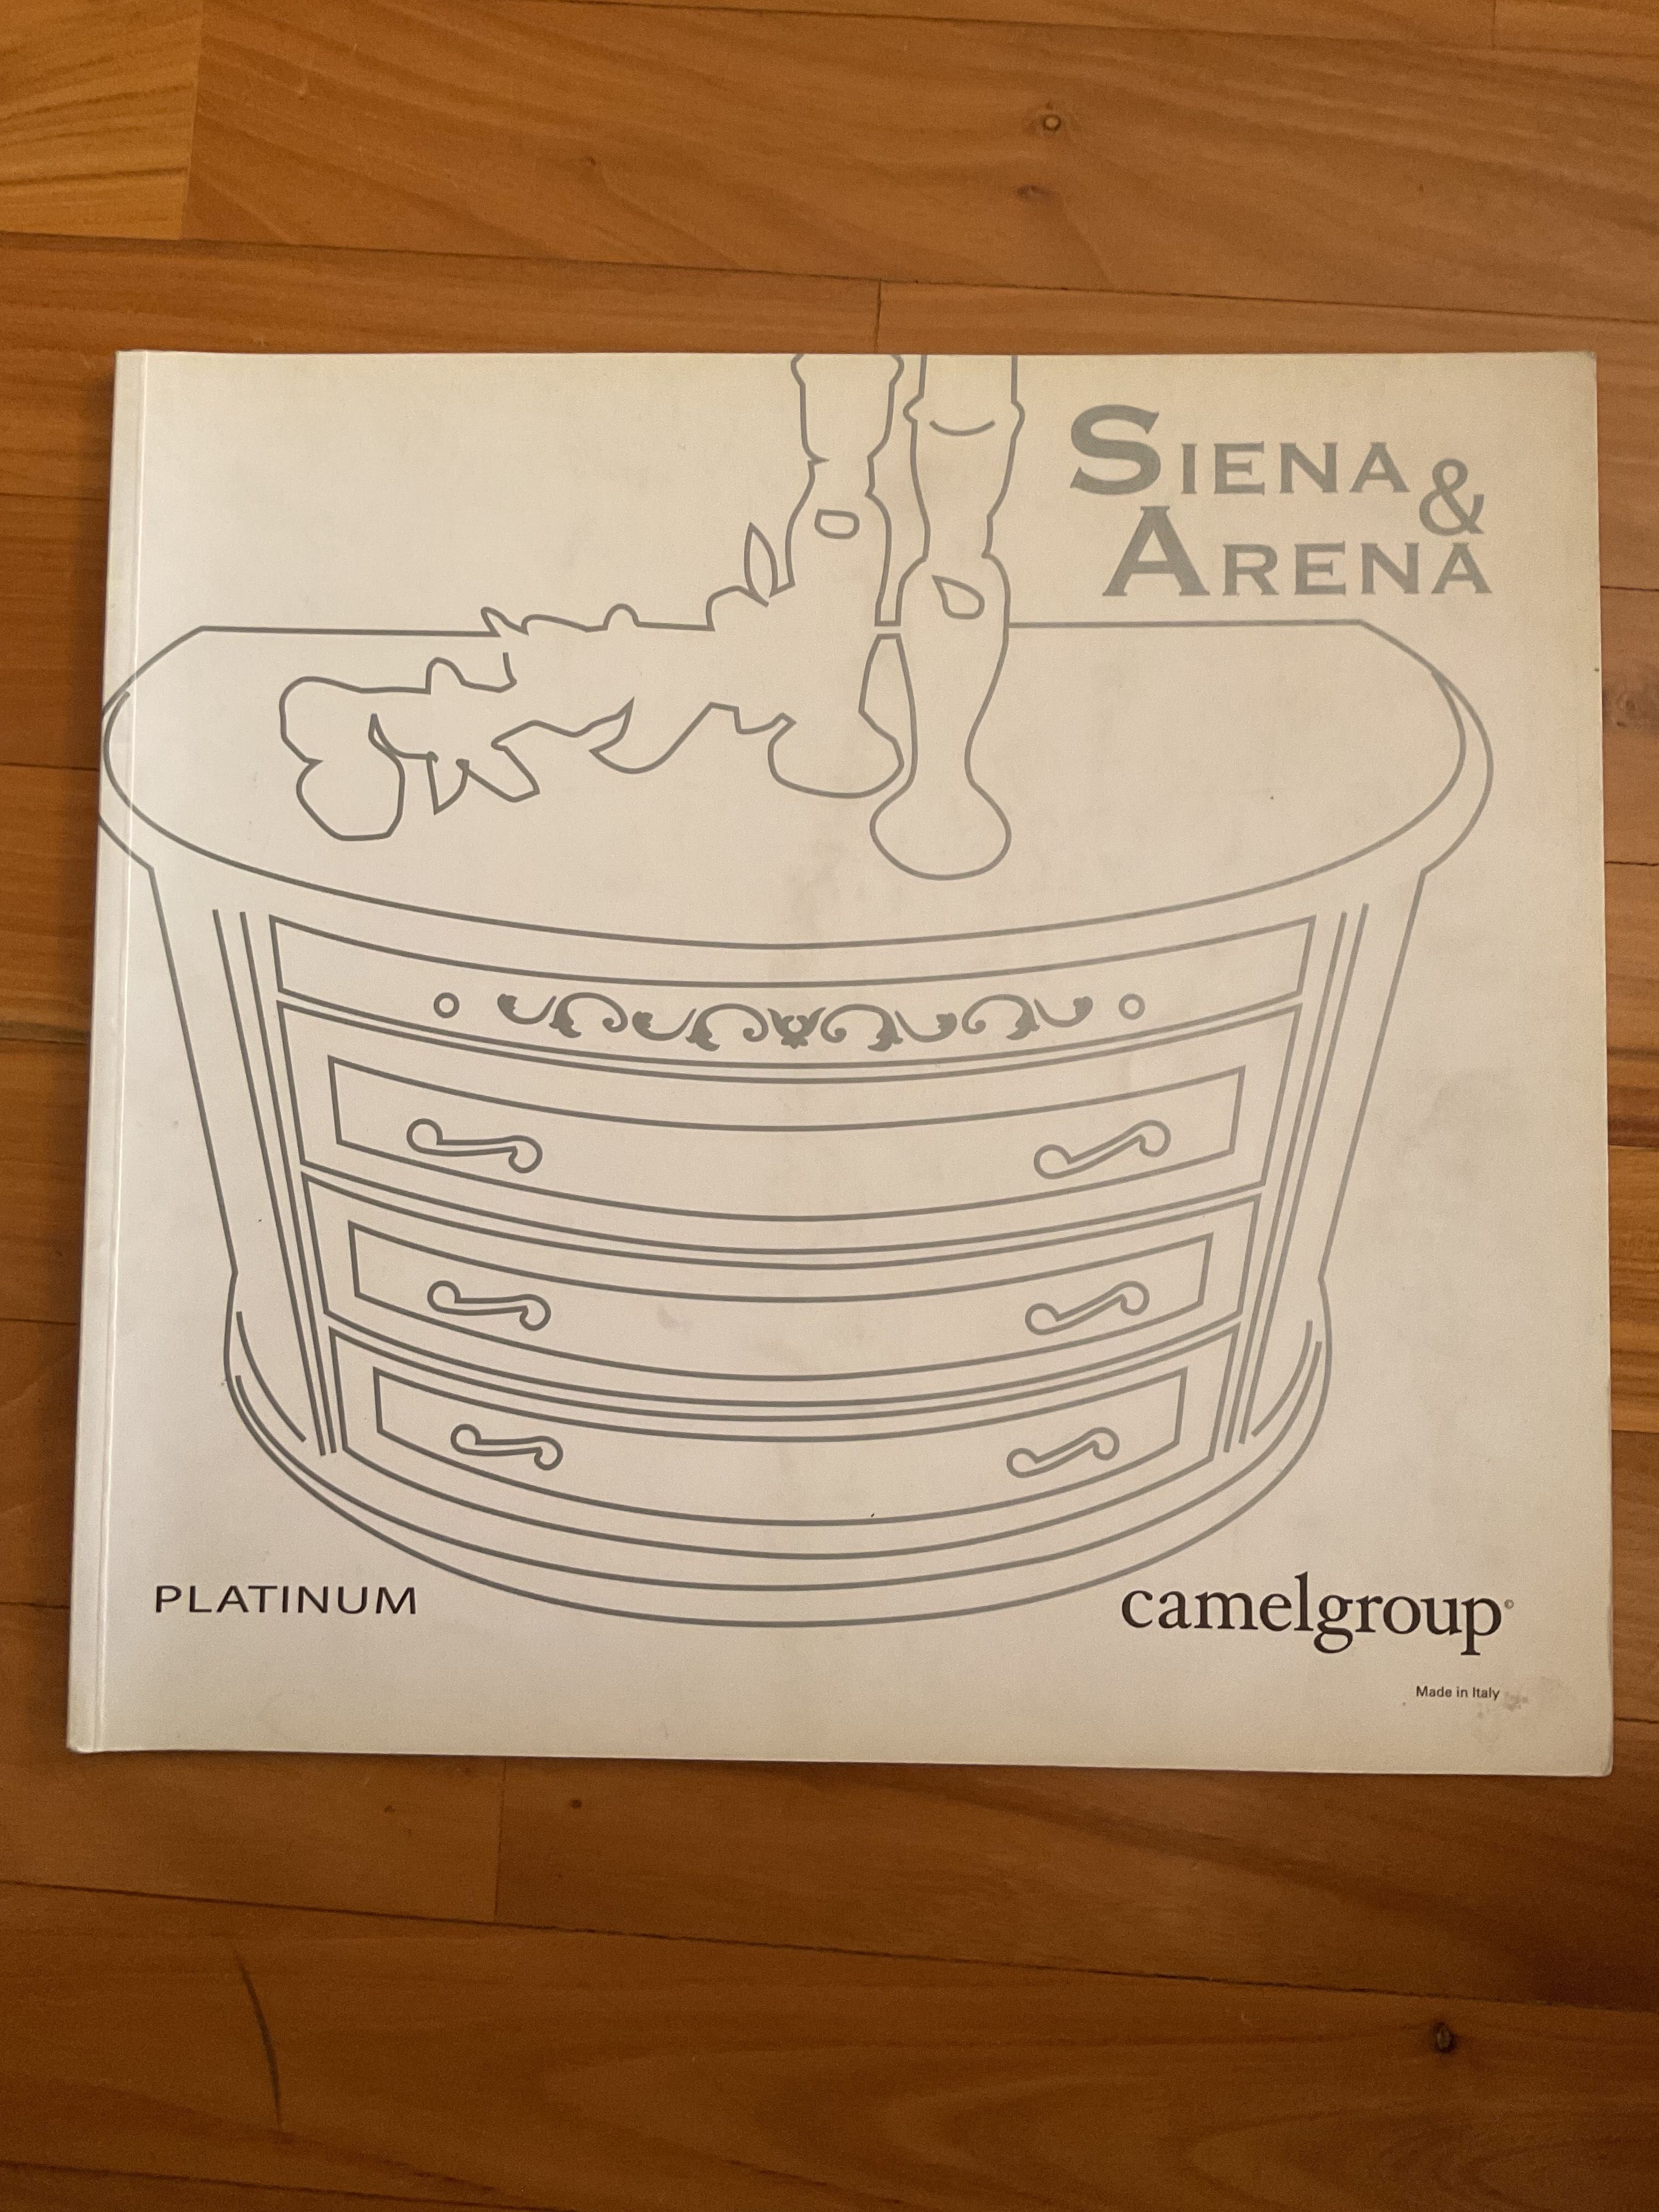 SIENA &
ARENA
PLATINUM
camelgroup©
Made in Italy